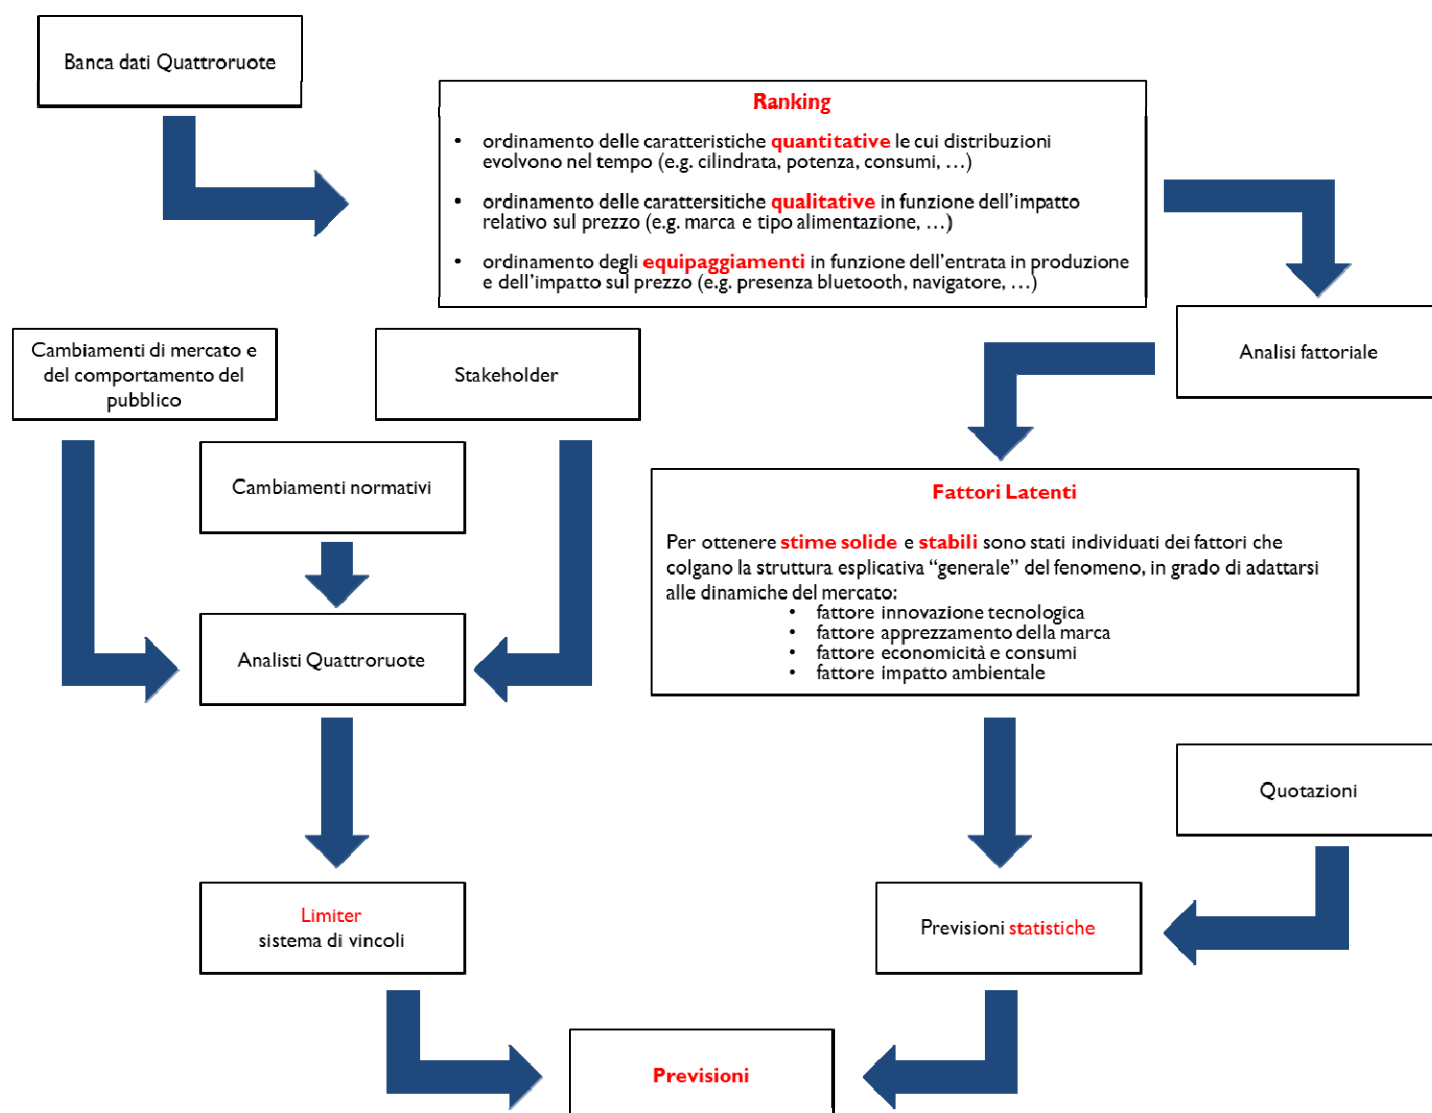 Banca dati Quattroruote
Ranking
• ordinamento delle caratteristiche quantitative le cui distribuzioni
evolvono nel tempo (e.g. cilindrata, potenza, consumi, …)
• ordinamento delle carattersitiche qualitative in funzione dell'impatto
relativo sul prezzo (e.g. marca e tipo alimentazione, …)
• ordinamento degli equipaggiamenti in funzione dell'entrata in produzione
e dell'impatto sul prezzo (e.g. presenza bluetooth, navigatore, …)
Cambiamenti di mercato e
del comportamento del
pubblico
Stakeholder
Analisi fattoriale
Cambiamenti normativi
Fattori Latenti
Per ottenere stime solide e stabili sono stati individuati dei fattori che
colgano la struttura esplicativa “generale” del fenomeno, in grado di adattarsi
alle dinamiche del mercato:
• fattore innovazione tecnologica
• fattore apprezzamento della marca
• fattore economicità e consumi
• fattore impatto ambientale
Analisti Quattroruote
Quotazioni
Limiter
sistema di vincoli
Previsioni statistiche
Previsioni